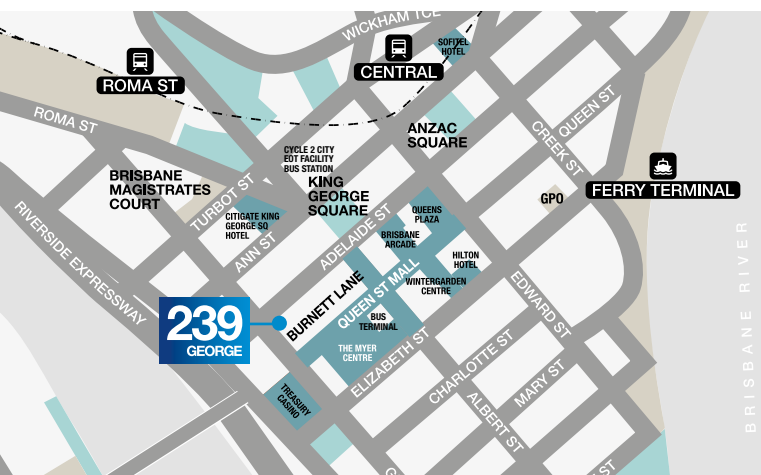 WICKHAM TCE
SOFITEL
HOTEL
CENTRAL
ROMA ST
ROMA ST
ANZAC
SQUARE
QUEEN ST
CREEK ST
CYCLE 2 CITY
EOT FACILITY
BUS STATION
BRISBANE
MAGISTRATES
COURT
KING
GEORGE
SQUARE
FERRY TERMINAL
GPO
TURBOT ST
CITIGATE KING
GEORGE SQ
HOTEL
ANN ST
ADELAIDE ST
QUEENS
PLAZA
BRISBANE
ARCADE
HILTON
HOTEL
WINTERGARDEN
CENTRE
RIVERSIDE EXPRESSWAY
BURNETT LANE
QUEEN ST MALL
BUS
TERMINAL
239
GEORGE
THE MYER
CENTRE
ELIZABETH ST
EDWARD ST
CHARLOTTE ST
MARY ST
ALBERT ST
TREASURY
CASINO
BRISBANE RIVER
G
ST